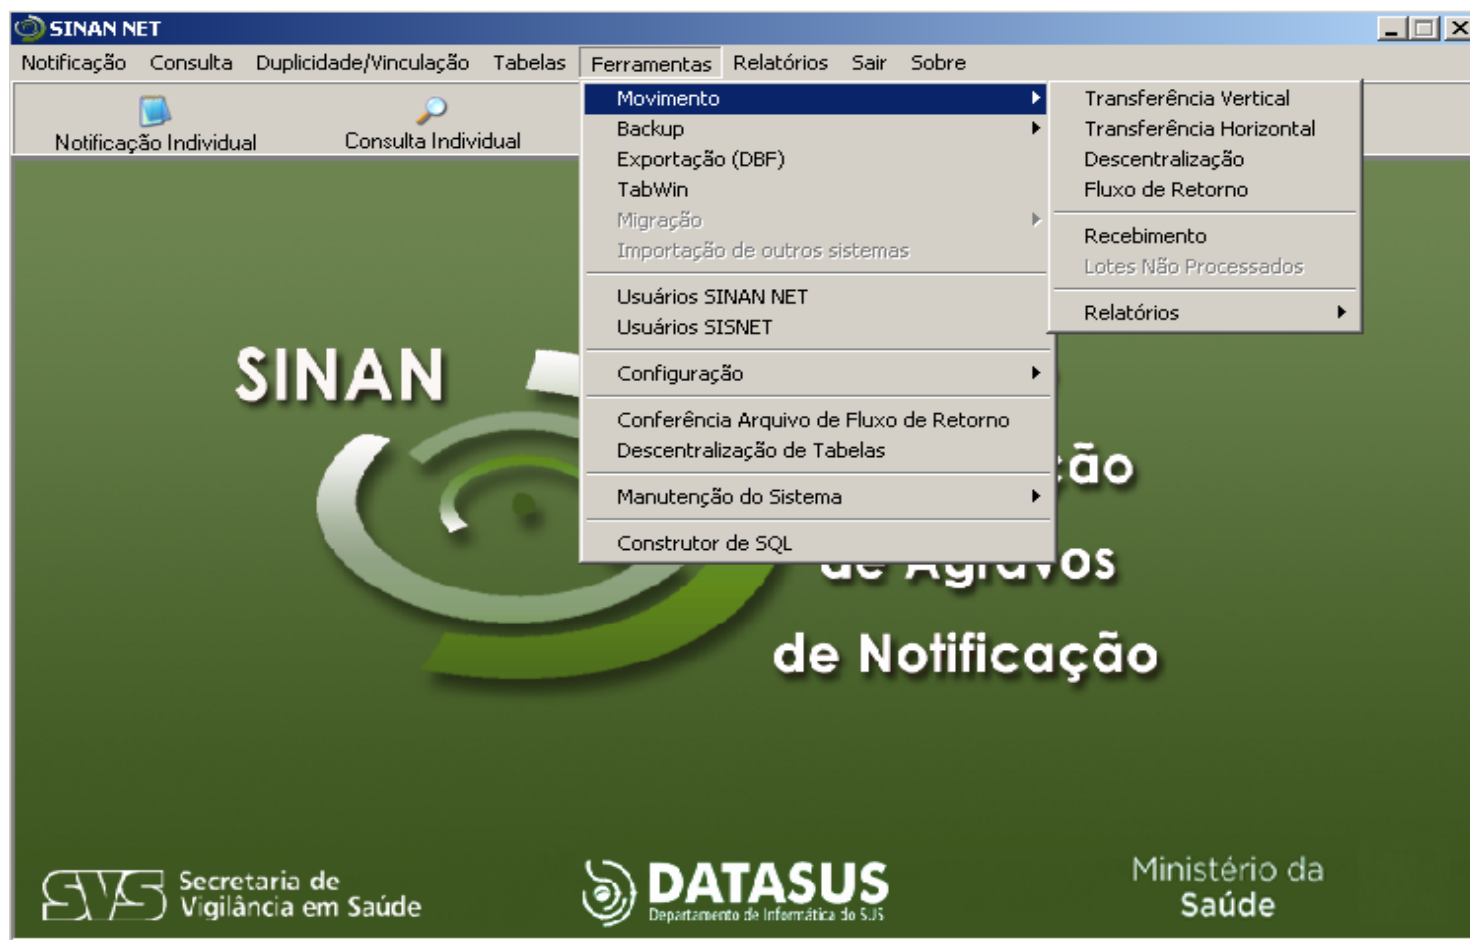 SINAN NET
Notificação Consulta Duplicidade/Vinculação Tabelas Ferramentas Relatórios Sair Sobre
Notificação Individual Consulta Individual
Movimento
Backup
Exportação (DBF)
TabWin
Migração
Importação de outros sistemas
Usuários SINAN NET
Usuários SISNET
Configuração
Conferência Arquivo de Fluxo de Retorno
Descentralização de Tabelas
Manutenção do Sistema
Construtor de SQL
Transferência Vertical
Transferência Horizontal
Descentralização
Fluxo de Retorno
Recebimento
Lotes Não Processados
Relatórios
SINAN
ção
de Agravos
de Notificação
SVS Secretaria de
Vigilância em Saúde
DATASUS
Departamento de Informática do SUS
Ministério da
Saúde